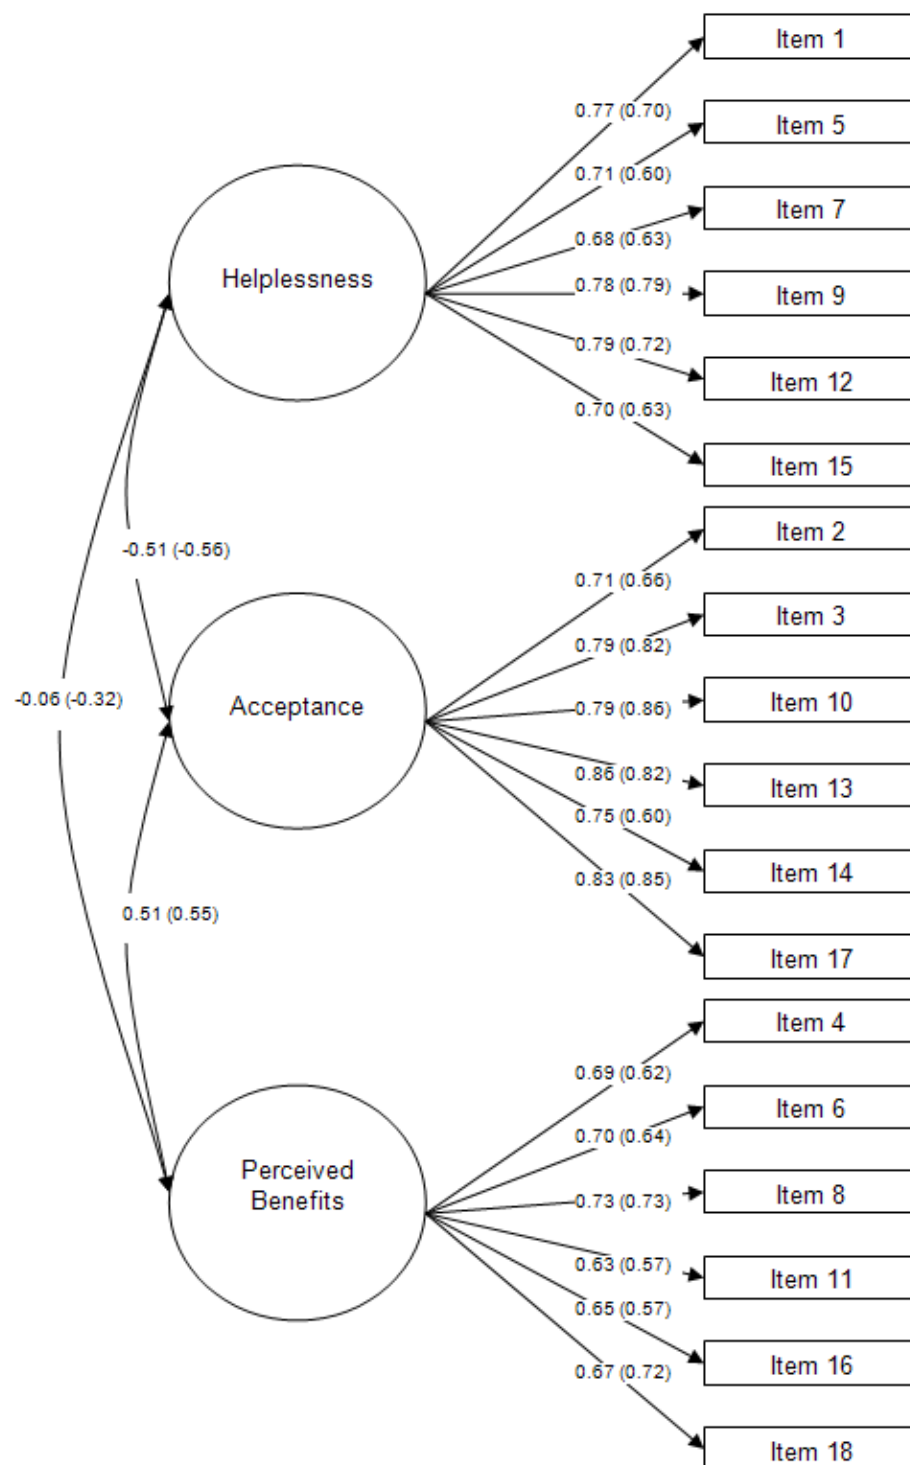 Item 1
0.77 (0.70)
Item 5
0.71 (0.60)
Item 7
0.68 (0.63)
Helplessness
0.78 (0.79)
Item 9
0.79 (0.72)
Item 12
0.70 (0.63)
Item 15
Item 2
-0.51 (-0.56)
0.71 (0.66)
Item 3
0.79 (0.82)
-0.06 (-0.32)
Acceptance
0.79 (0.86)
Item 10
0.86 (0.82)
Item 13
0.75 (0.60)
Item 14
0.83 (0.85)
0.51 (0.55)
Item 17
Item 4
0.69 (0.62)
Item 6
0.70 (0.64)
Perceived
Benefits
0.73 (0.73)
Item 8
0.63 (0.57)
Item 11
0.65 (0.57)
Item 16
0.67 (0.72)
Item 18